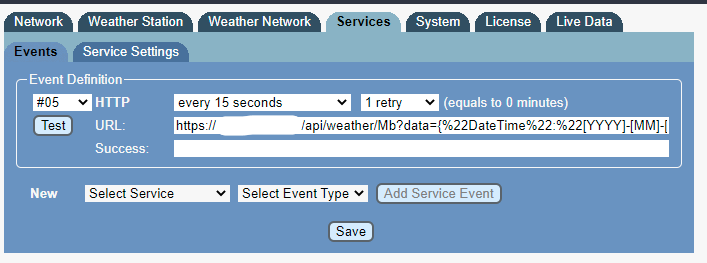 Network Weather Station Weather Network Services System License Live Data
Events Service Settings
Event Definition
#05 HTTP every 15 seconds 1 retry (equals to 0 minutes)
Test URL: https:// /api/weather/Mb?data={%22DateTime%22:%22[YYYY]-[MM]-[
Success:
New Select Service Select Event Type Add Service Event
Save